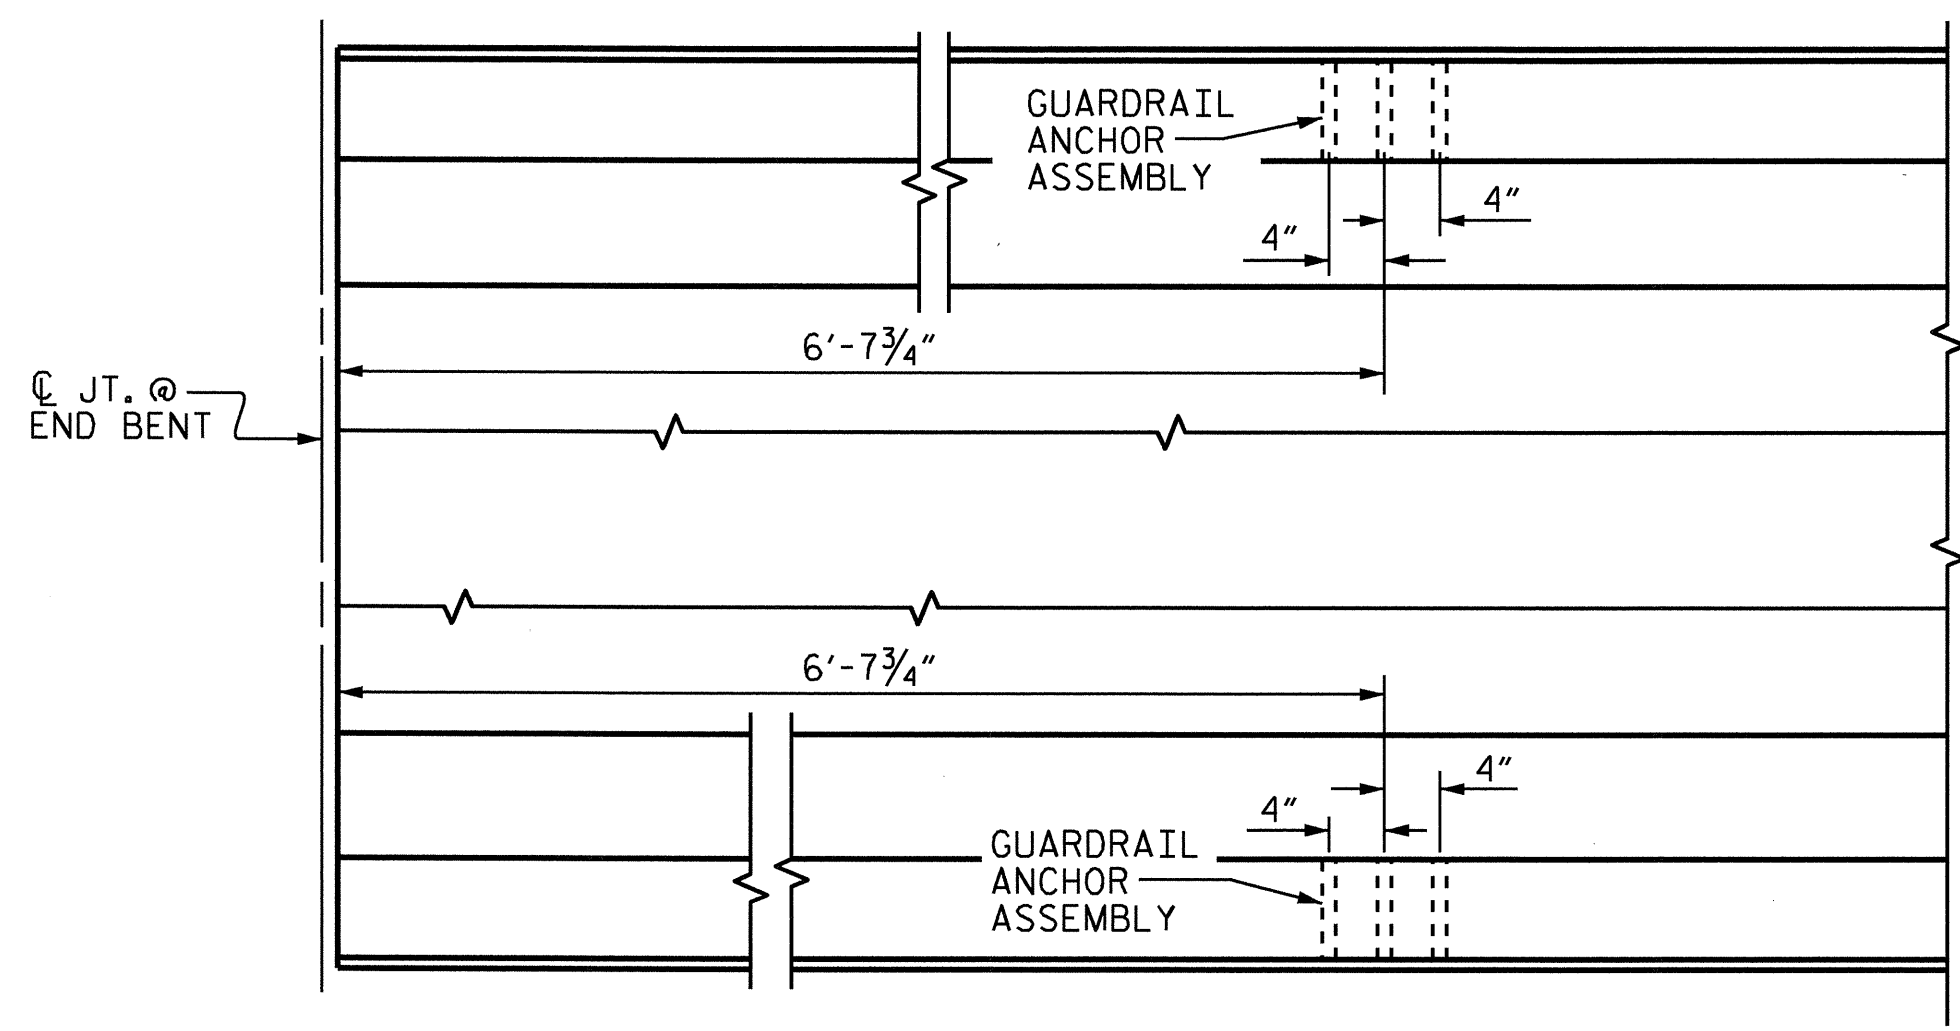 GUARDRAIL
ANCHOR
ASSEMBLY
4"
4"
6'-7¾"
℄ JT. @
END BENT
6'-7¾"
4"
4"
GUARDRAIL
ANCHOR
ASSEMBLY